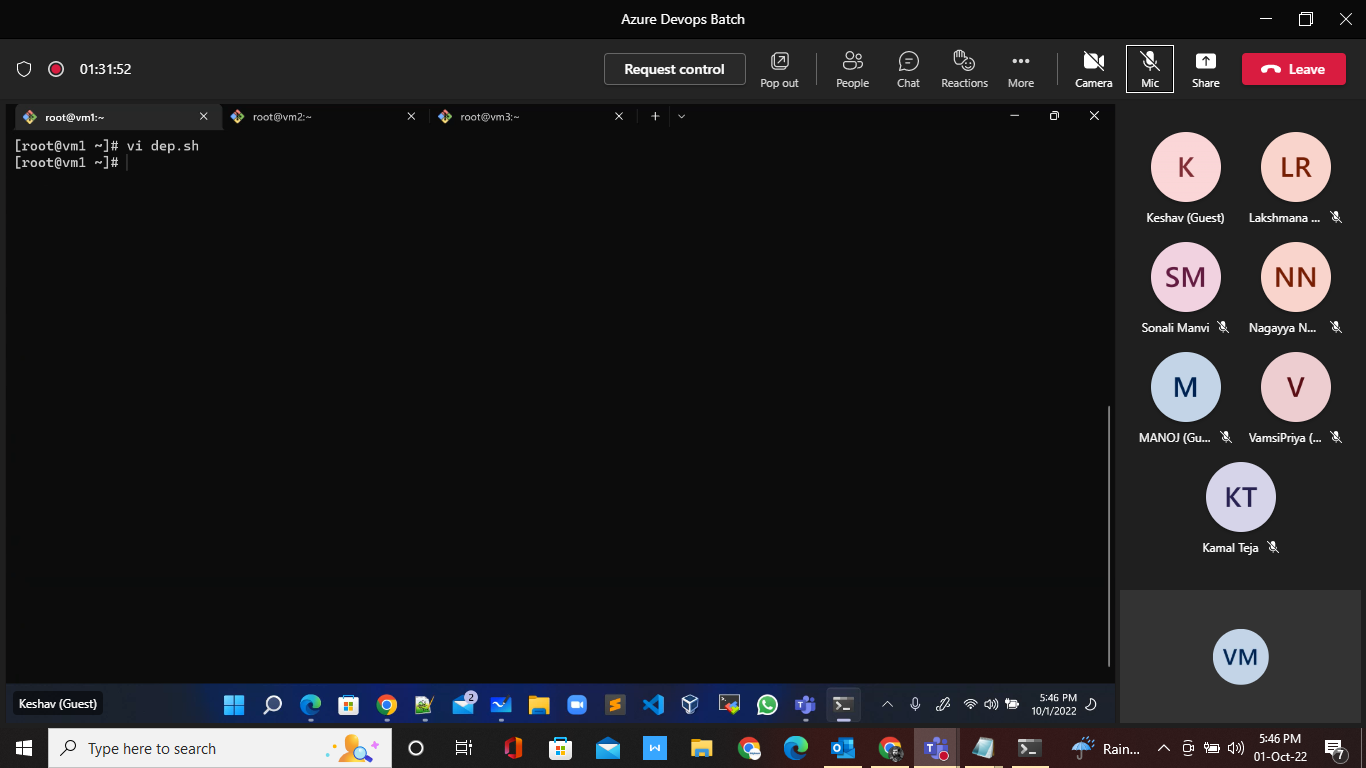 Azure Devops Batch
01:31:52
Request control
Pop out
People
Chat
Reactions
More
Camera
Mic
Share
Leave
root@vm1:~
root@vm2:~
root@vm3:~
[root@vm1 ~]# vi dep.sh
[root@vm1 ~]#
K
Keshav (Guest)
LR
Lakshmana ...
SM
Sonali Manvi
NN
Nagayya N...
M
MANOJ (Gu...
V
VamsiPriya (...
KT
Kamal Teja
VM
Keshav (Guest)
2
5:46 PM
10/1/2022
Type here to search
W
Rain...
5:46 PM
01-Oct-22
7